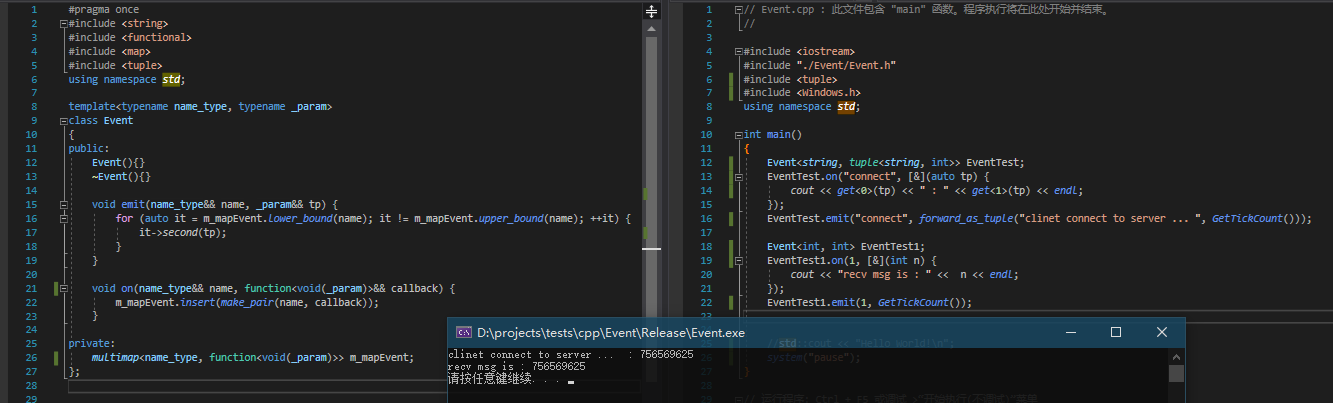 1 #pragma once
2 #include <string>
3 #include <functional>
4 #include <map>
5 #include <tuple>
6 using namespace std;
7
8 template<typename name_type, typename _param>
9 class Event
10 {
11 public:
12 Event(){}
13 ~Event(){}
14
15 void emit(name_type&& name, _param&& tp) {
16 for (auto it = m_mapEvent.lower_bound(name); it != m_mapEvent.upper_bound(name); ++it) {
17 it->second(tp);
18 }
19 }
20
21 void on(name_type&& name, function<void(_param)>&& callback) {
22 m_mapEvent.insert(make_pair(name, callback));
23 }
24
25 private:
26 multimap<name_type, function<void(_param)>> m_mapEvent;
27 };
28
1 // Event.cpp : 此文件包含 "main" 函数。程序执行将在此处开始并结束。
2 //
3
4 #include <iostream>
5 #include "./Event/Event.h"
6 #include <tuple>
7 #include <Windows.h>
8 using namespace std;
9
10 int main()
11 {
12 Event<string, tuple<string, int>> EventTest;
13 EventTest.on("connect", [&](auto tp) {
14 cout << get<0>(tp) << " : " << get<1>(tp) << endl;
15 });
16 EventTest.emit("connect", forward_as_tuple("clinet connect to server ... ", GetTickCount()));
17
18 Event<int, int> EventTest1;
19 EventTest1.on(1, [&](int n) {
20 cout << "recv msg is : " << n << endl;
21 });
22 EventTest1.emit(1, GetTickCount());
23
D:\projects\tests\cpp\Event\Release\Event.exe
clinet connect to server ... : 756569625
recv msg is : 756569625
请按任意键继续. . .
25 //std::cout << "Hello World!\n";
26 system("pause");
27 }
28